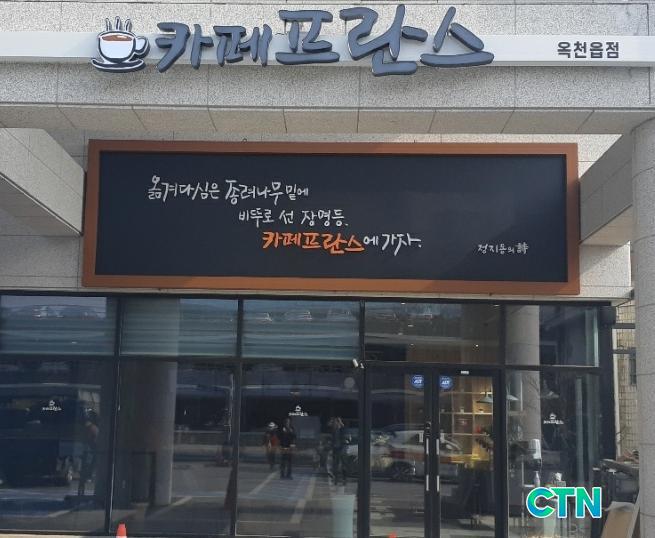 카페프란스
옥천읍점
옮겨다심은 종려나무 밑에
비뚜로 선 장명등.
카페프란스에 가자.
정지용의 詩
ADT
ADT
CTN